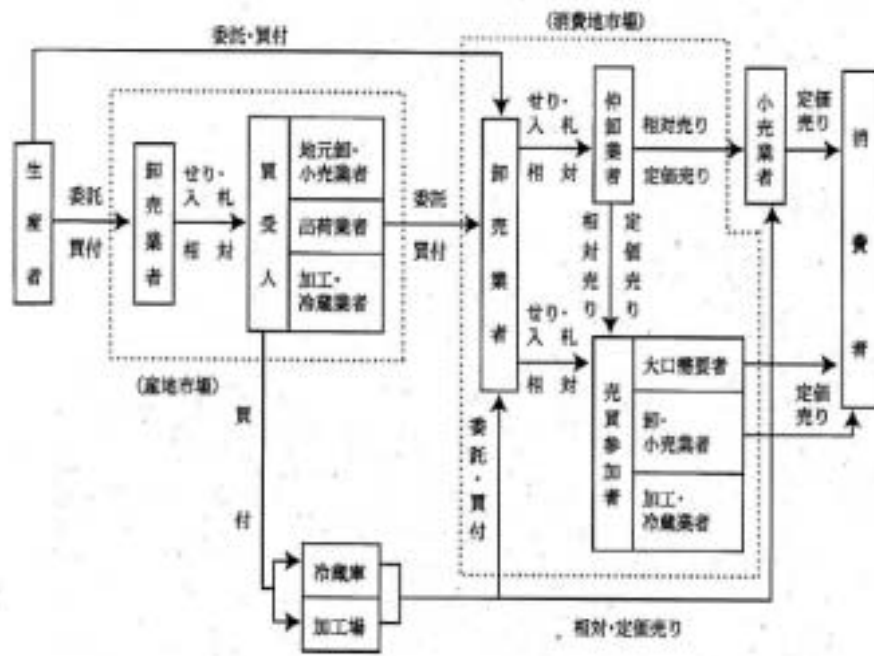 (消費地市場)
委託・買付
生産者
委託
買付
卸売業者
せり・
入札
相対
買受人
地元卸・
小売業者
出荷業者
加工・
冷蔵業者
(産地市場)
委託
買付
卸売業者
せり・
入札
相対
仲卸業者
相対売り
定価売り
小売業者
定価
売り
消費者
相対売り
定価売り
せり・
入札
相対
売買参加者
大口需要者
卸・
小売業者
加工・
冷蔵業者
定価
売り
買付
委託・買付
冷蔵庫
加工場
相対・定価売り